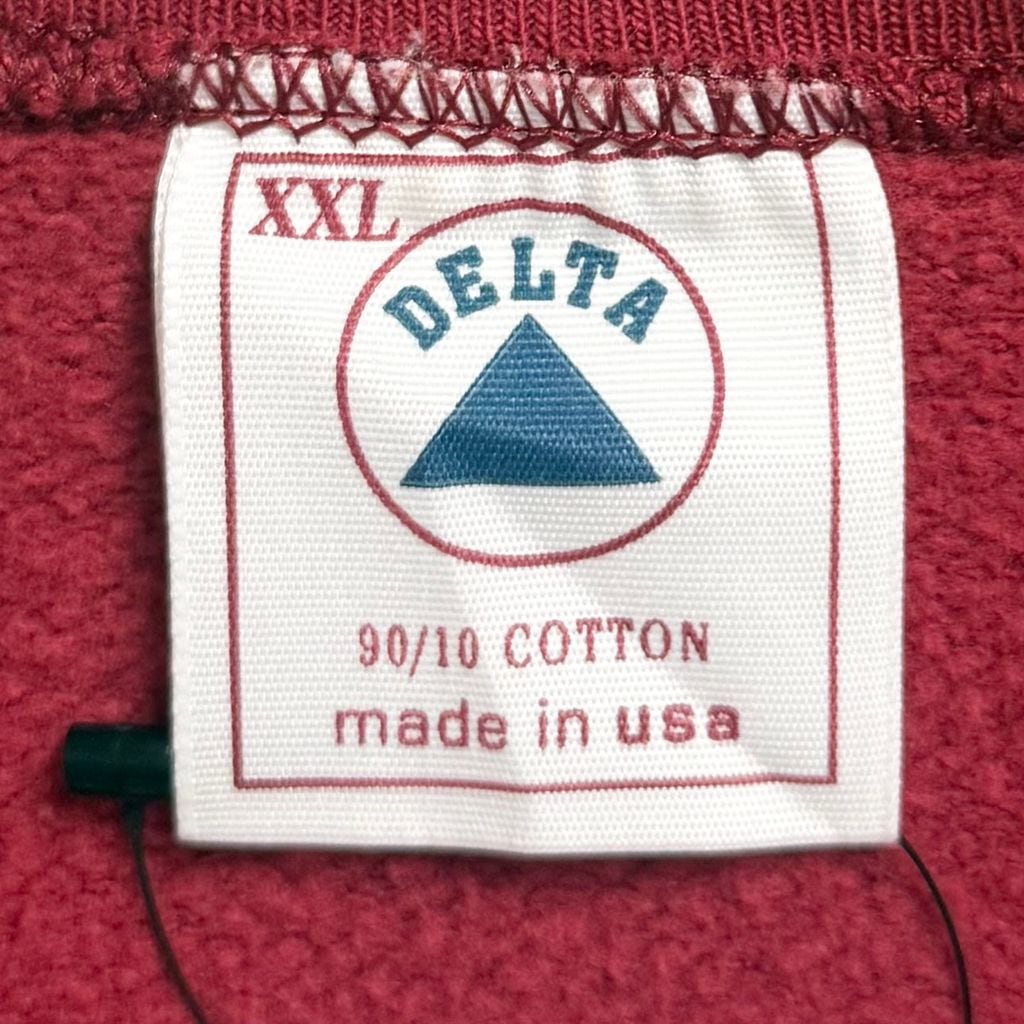 XXL
DELTA
90/10 COTTON
made in usa